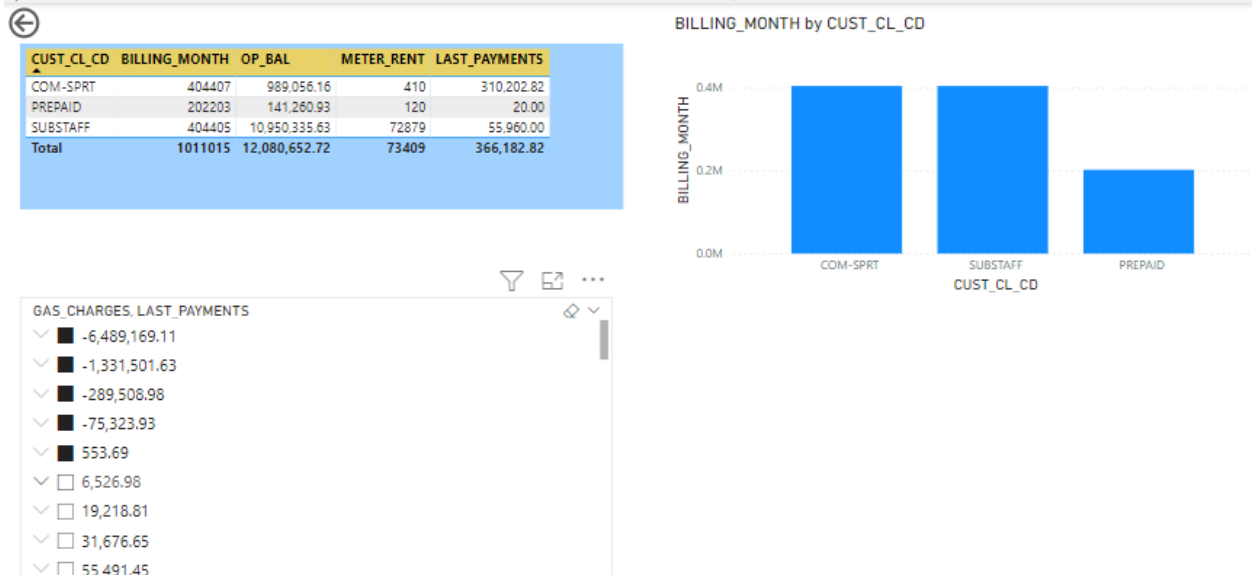 CUST_CL_CD BILLING_MONTH OP_BAL METER_RENT LAST_PAYMENTS
COM-SPRT 404407 989,056.16 410 310,202.82
PREPAID 202203 141,260.93 120 20.00
SUBSTAFF 404405 10,950,335.63 72879 55,960.00
Total 1011015 12,080,652.72 73409 366,182.82
BILLING_MONTH by CUST_CL_CD
BILLING_MONTH
0.4M
0.2M
0.0M
COM-SPRT SUBSTAFF PREPAID
CUST_CL_CD
GAS_CHARGES, LAST_PAYMENTS
-6,489,169.11
-1,331,501.63
-289,508.98
-75,323.93
553.69
6,526.98
19,218.81
31,676.65
55,491.45